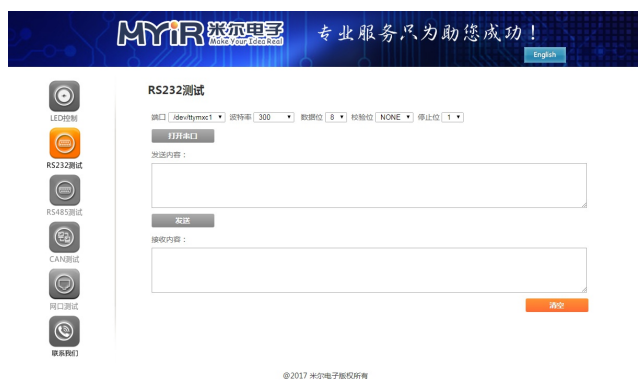 MYiR 米尔电子 专业服务只为助您成功！
Make Your Idea Real
English
LED控制
RS232测试
RS485测试
CAN测试
网口测试
联系我们
RS232测试
端口 /dev/ttymxc1 波特率 300 数据位 8 校验位 NONE 停止位 1
打开串口
发送内容：
发送
接收内容：
清空
@2017 米尔电子版权所有